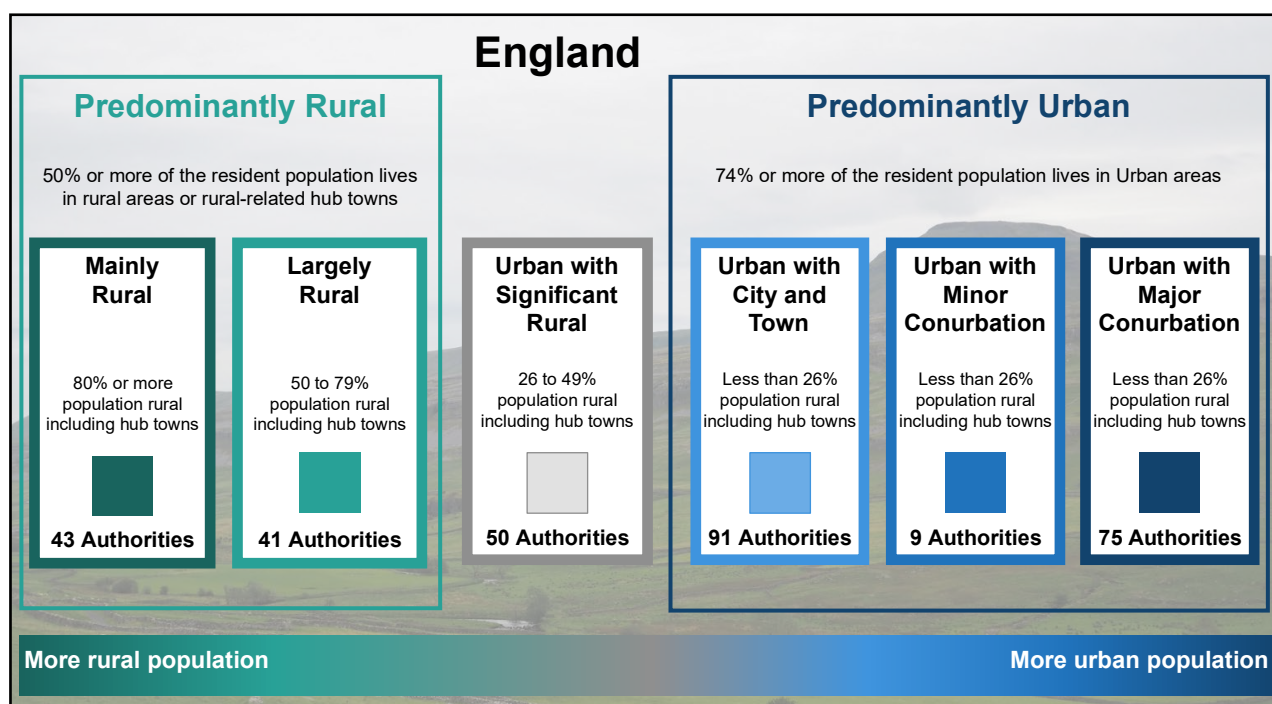 England
Predominantly Rural
50% or more of the resident population lives
in rural areas or rural-related hub towns
Mainly
Rural
80% or more
population rural
including hub towns
43 Authorities
Largely
Rural
50 to 79%
population rural
including hub towns
41 Authorities
Urban with
Significant
Rural
26 to 49%
population rural
including hub towns
50 Authorities
Predominantly Urban
74% or more of the resident population lives in Urban areas
Urban with
City and
Town
Less than 26%
population rural
including hub towns
91 Authorities
Urban with
Minor
Conurbation
Less than 26%
population rural
including hub towns
9 Authorities
Urban with
Major
Conurbation
Less than 26%
population rural
including hub towns
75 Authorities
More rural population
More urban population